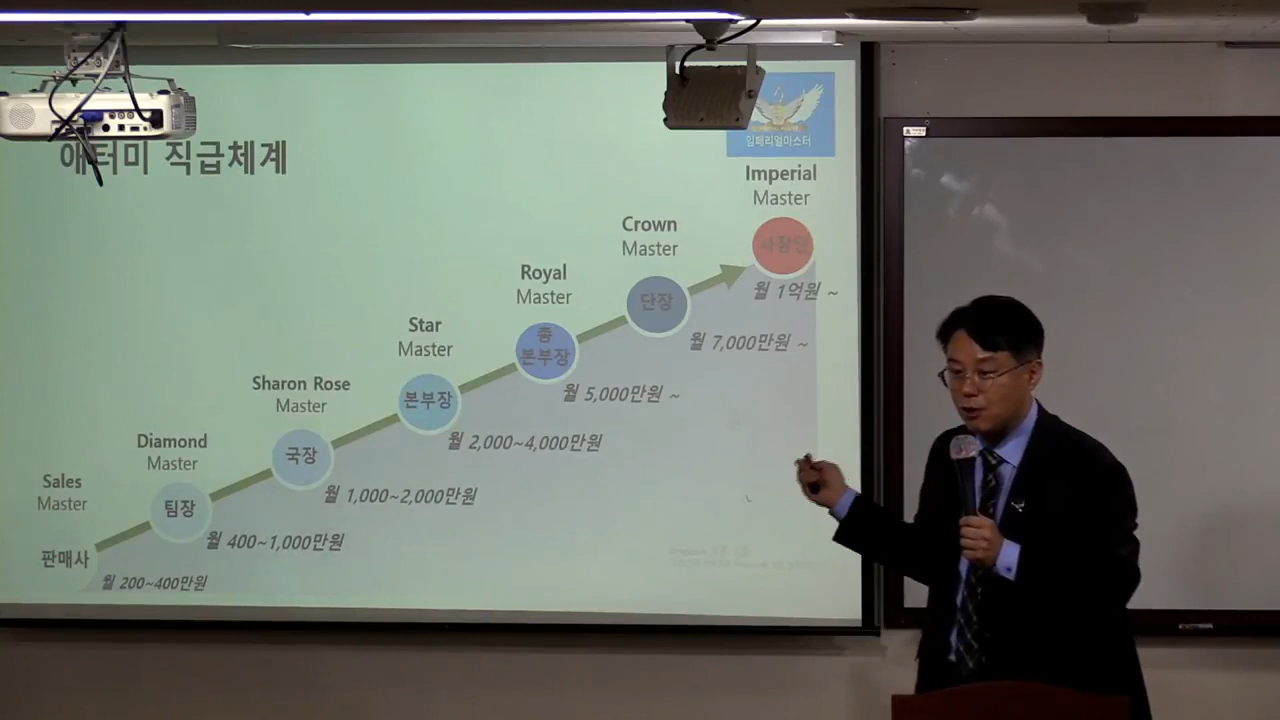 애터미 직급체계
임페리얼마스터
Imperial
Master
사장단
월 1억원 ~
Crown
Master
단장
월 7,000만원 ~
Royal
Master
총
본부장
월 5,000만원 ~
Star
Master
본부장
월 2,000~4,000만원
Sharon Rose
Master
국장
월 1,000~2,000만원
Diamond
Master
팀장
월 400~1,000만원
Sales
Master
판매사
월 200~400만원